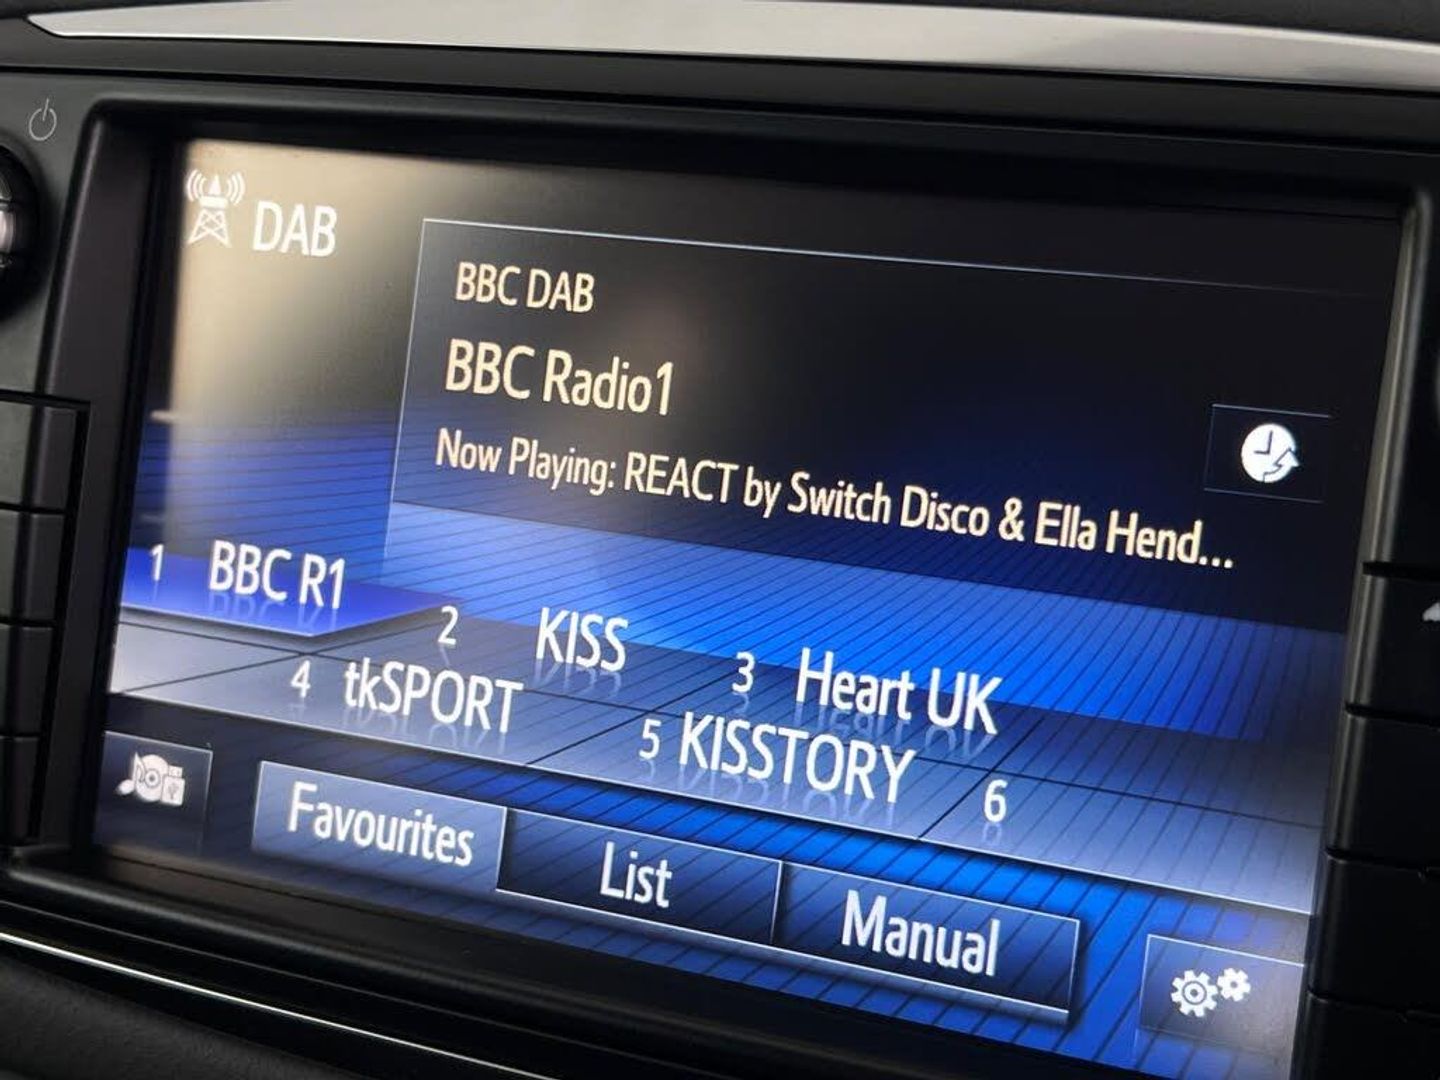 DAB
BBC DAB
BBC Radio1
Now Playing: REACT by Switch Disco & Ella Hend...
1 BBC R1
2 KISS
3 Heart UK
4 tkSPORT
5 KISSTORY
6
Favourites
List
Manual